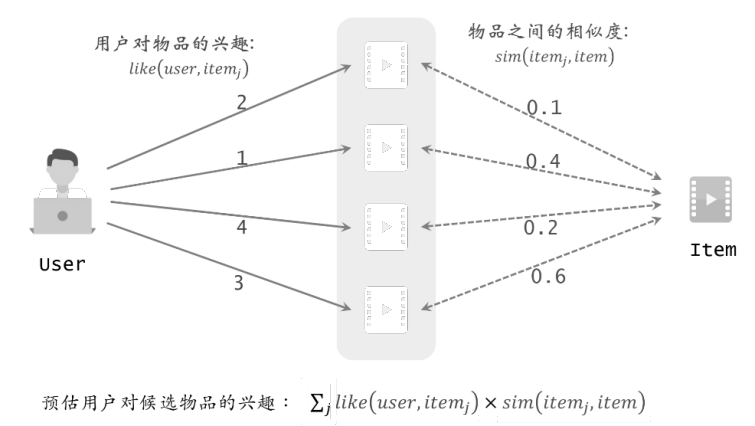 用户对物品的兴趣:
like(user,itemⱼ)
物品之间的相似度:
sim(itemⱼ,item)
2
0.1
1
0.4
4
0.2
3
0.6
User
Item
预估用户对候选物品的兴趣： ∑ⱼ like(user,itemⱼ) × sim(itemⱼ,item)